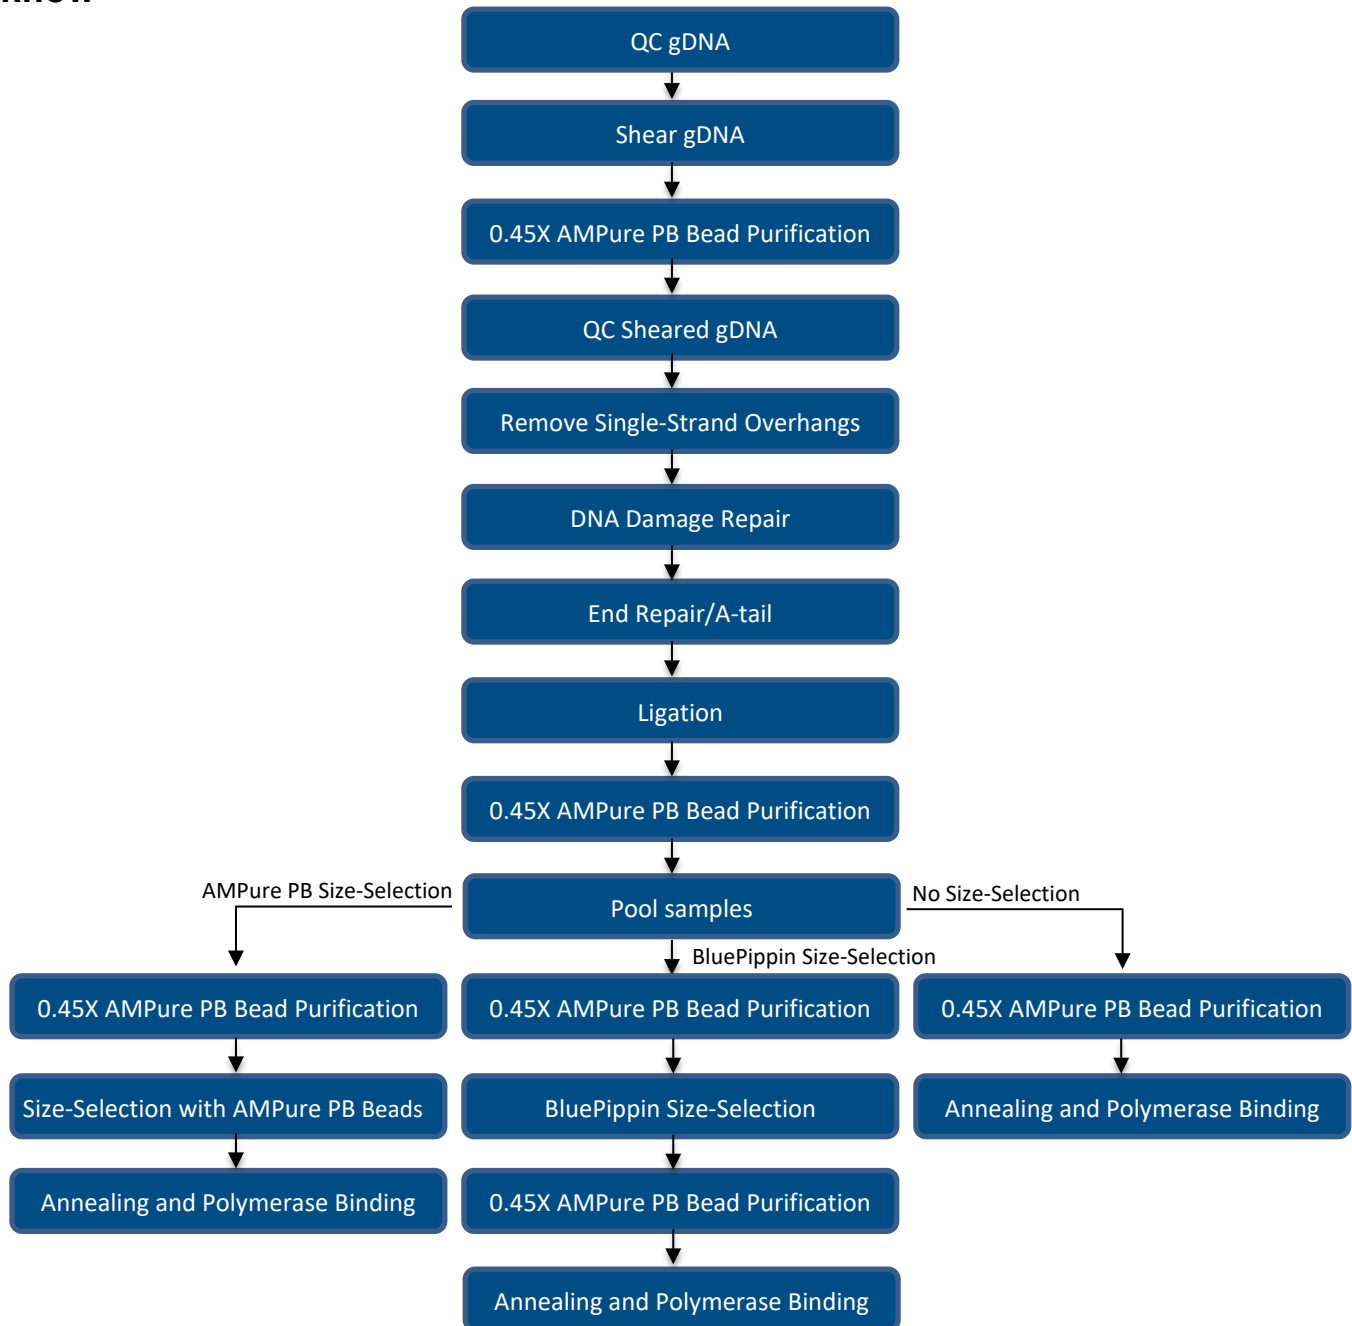 QC gDNA
Shear gDNA
0.45X AMPure PB Bead Purification
QC Sheared gDNA
Remove Single-Strand Overhangs
DNA Damage Repair
End Repair/A-tail
Ligation
0.45X AMPure PB Bead Purification
Pool samples
AMPure PB Size-Selection
0.45X AMPure PB Bead Purification
Size-Selection with AMPure PB Beads
Annealing and Polymerase Binding
BluePippin Size-Selection
0.45X AMPure PB Bead Purification
BluePippin Size-Selection
0.45X AMPure PB Bead Purification
Annealing and Polymerase Binding
No Size-Selection
0.45X AMPure PB Bead Purification
Annealing and Polymerase Binding